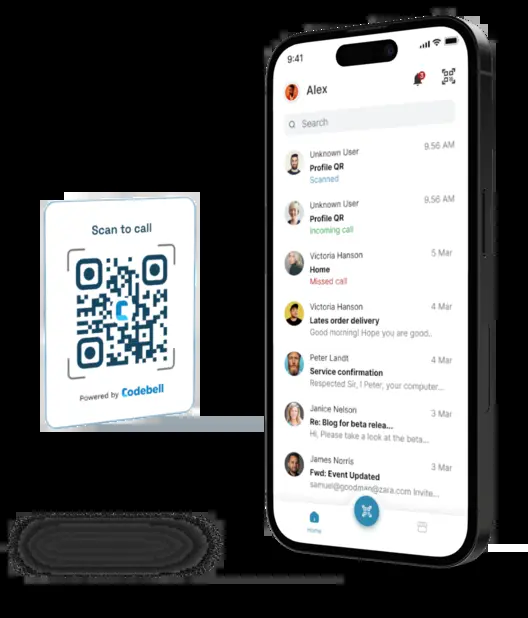 Scan to call
Powered by Codebell
9:41
Alex
3
Search
Unknown User
9.56 AM
Profile QR
Scanned
Unknown User
9.56 AM
Profile QR
Incoming call
Victoria Hanson
5 Mar
Home
Missed call
Victoria Hanson
4 Mar
Lates order delivery
Good morning! Hope you are good..
Peter Landt
4 Mar
Service confirmation
Respected Sir, I Peter, your computer...
Janice Nelson
3 Mar
Re: Blog for beta relea...
Hi, Please take a look at the beta...
James Norris
3 Mar
Fwd: Event Updated
samuel@goodman@zara.com Invite...
Home